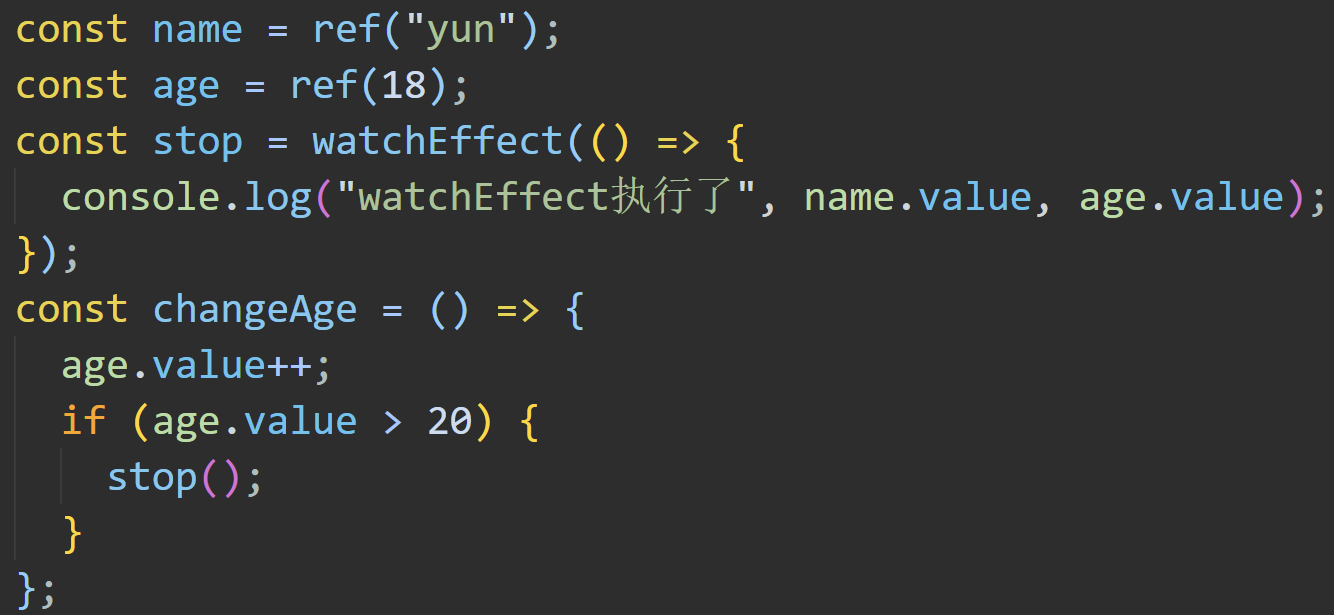 const name = ref("yun");
const age = ref(18);
const stop = watchEffect(() => {
  console.log("watchEffect执行了", name.value, age.value);
});
const changeAge = () => {
  age.value++;
  if (age.value > 20) {
    stop();
  }
};